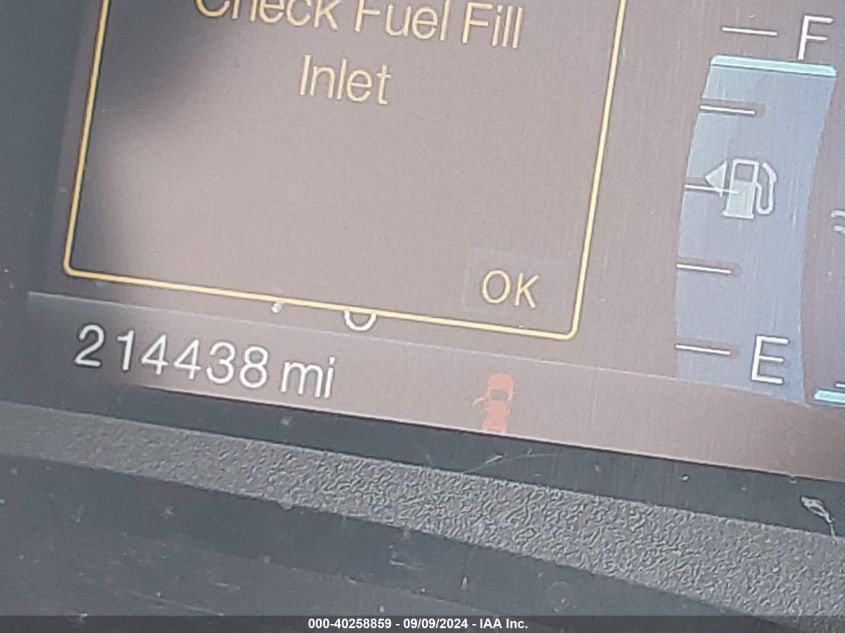 Check Fuel Fill
Inlet
OK
F
E
214438 mi
000-40258859 - 09/09/2024 - IAA Inc.